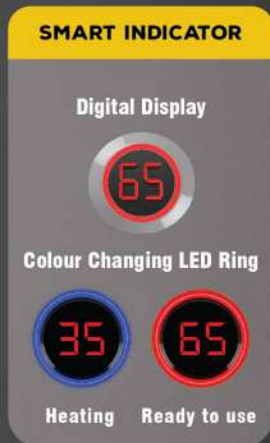 SMART INDICATOR
Digital Display
65
Colour Changing LED Ring
35 65
Heating Ready to use